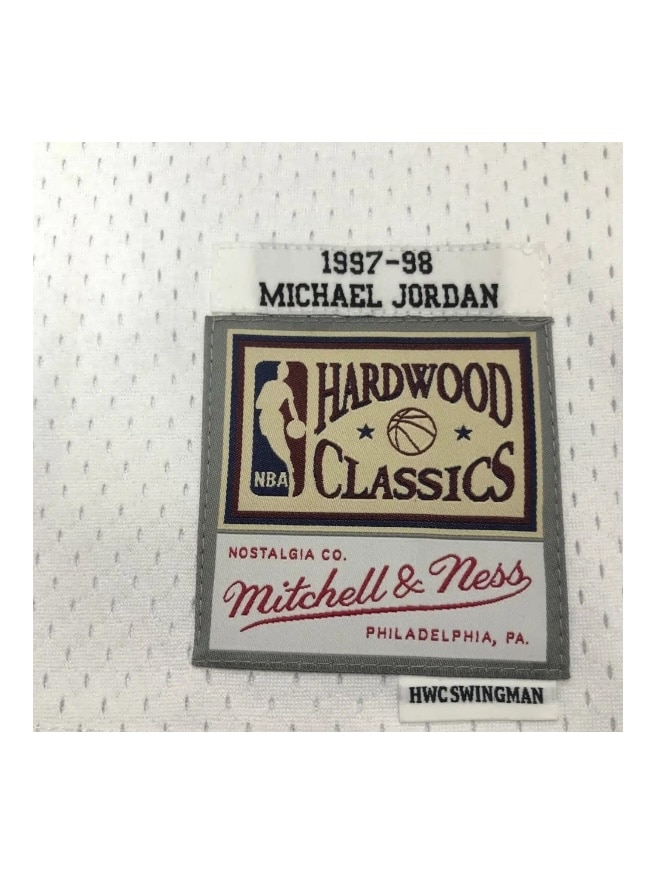 1997-98
MICHAEL JORDAN
HARDWOOD
CLASSICS
NBA
NOSTALGIA CO.
Mitchell & Ness
PHILADELPHIA, PA.
HWC SWINGMAN